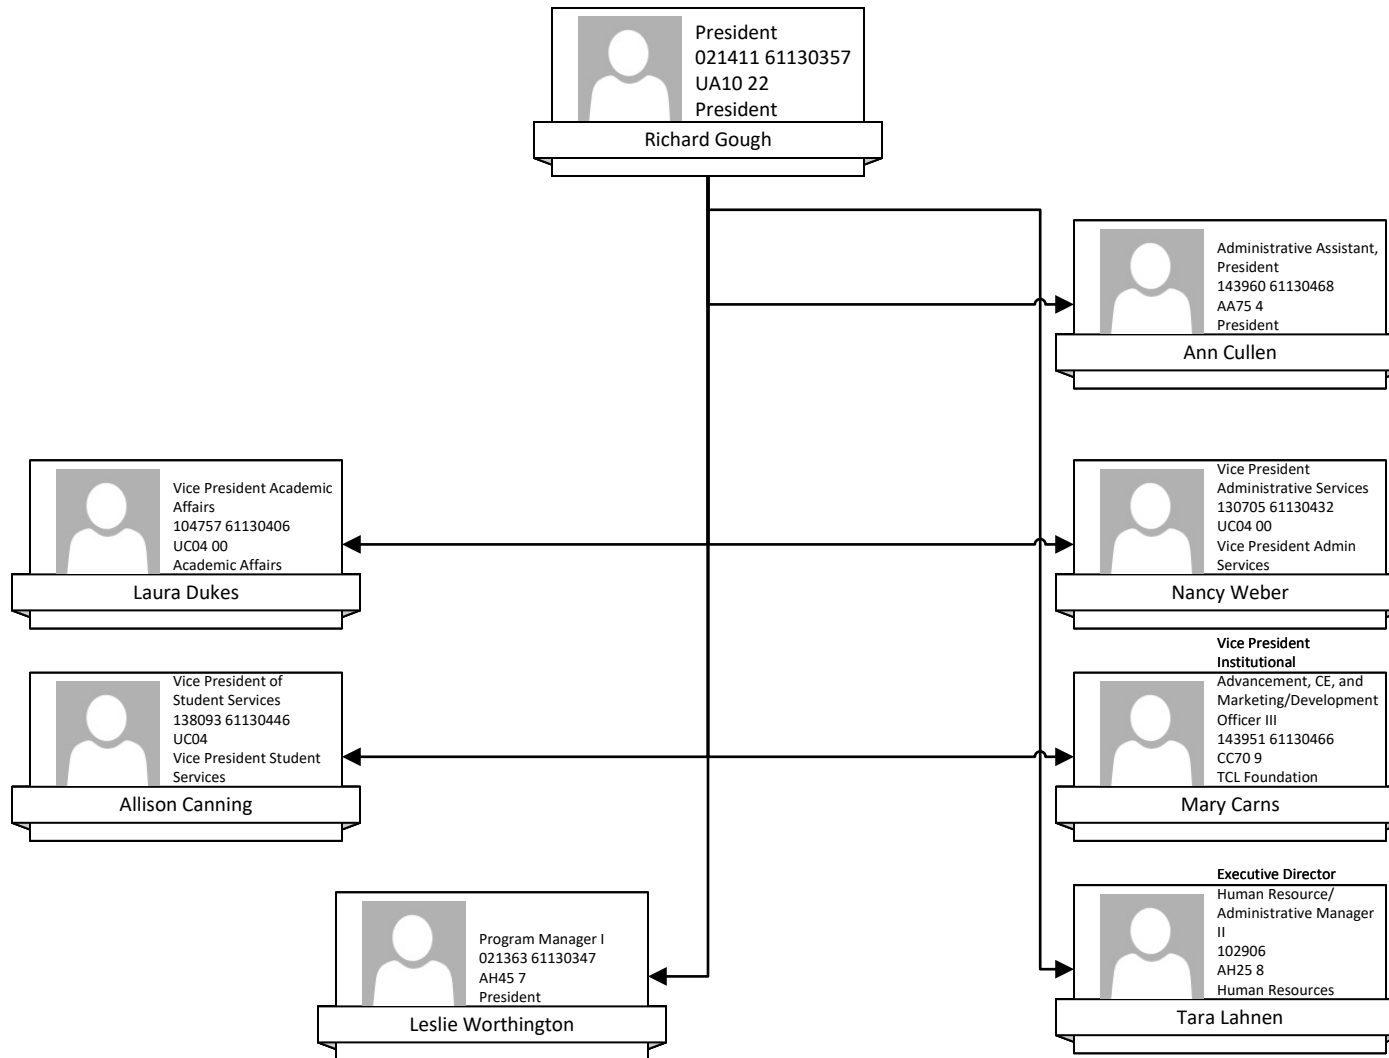 President
021411 61130357
UA10 22
President
Richard Gough
Administrative Assistant,
President
143960 61130468
AA75 4
President
Ann Cullen
Vice President Academic
Affairs
104757 61130406
UC04 00
Academic Affairs
Laura Dukes
Vice President
Administrative Services
130705 61130432
UC04 00
Vice President Admin
Services
Nancy Weber
Vice President of
Student Services
138093 61130446
UC04
Vice President Student
Services
Allison Canning
Vice President
Institutional
Advancement, CE, and
Marketing/Development
Officer III
143951 61130466
CC70 9
TCL Foundation
Mary Carns
Program Manager I
021363 61130347
AH45 7
President
Leslie Worthington
Executive Director
Human Resource/
Administrative Manager
II
102906
AH25 8
Human Resources
Tara Lahnen